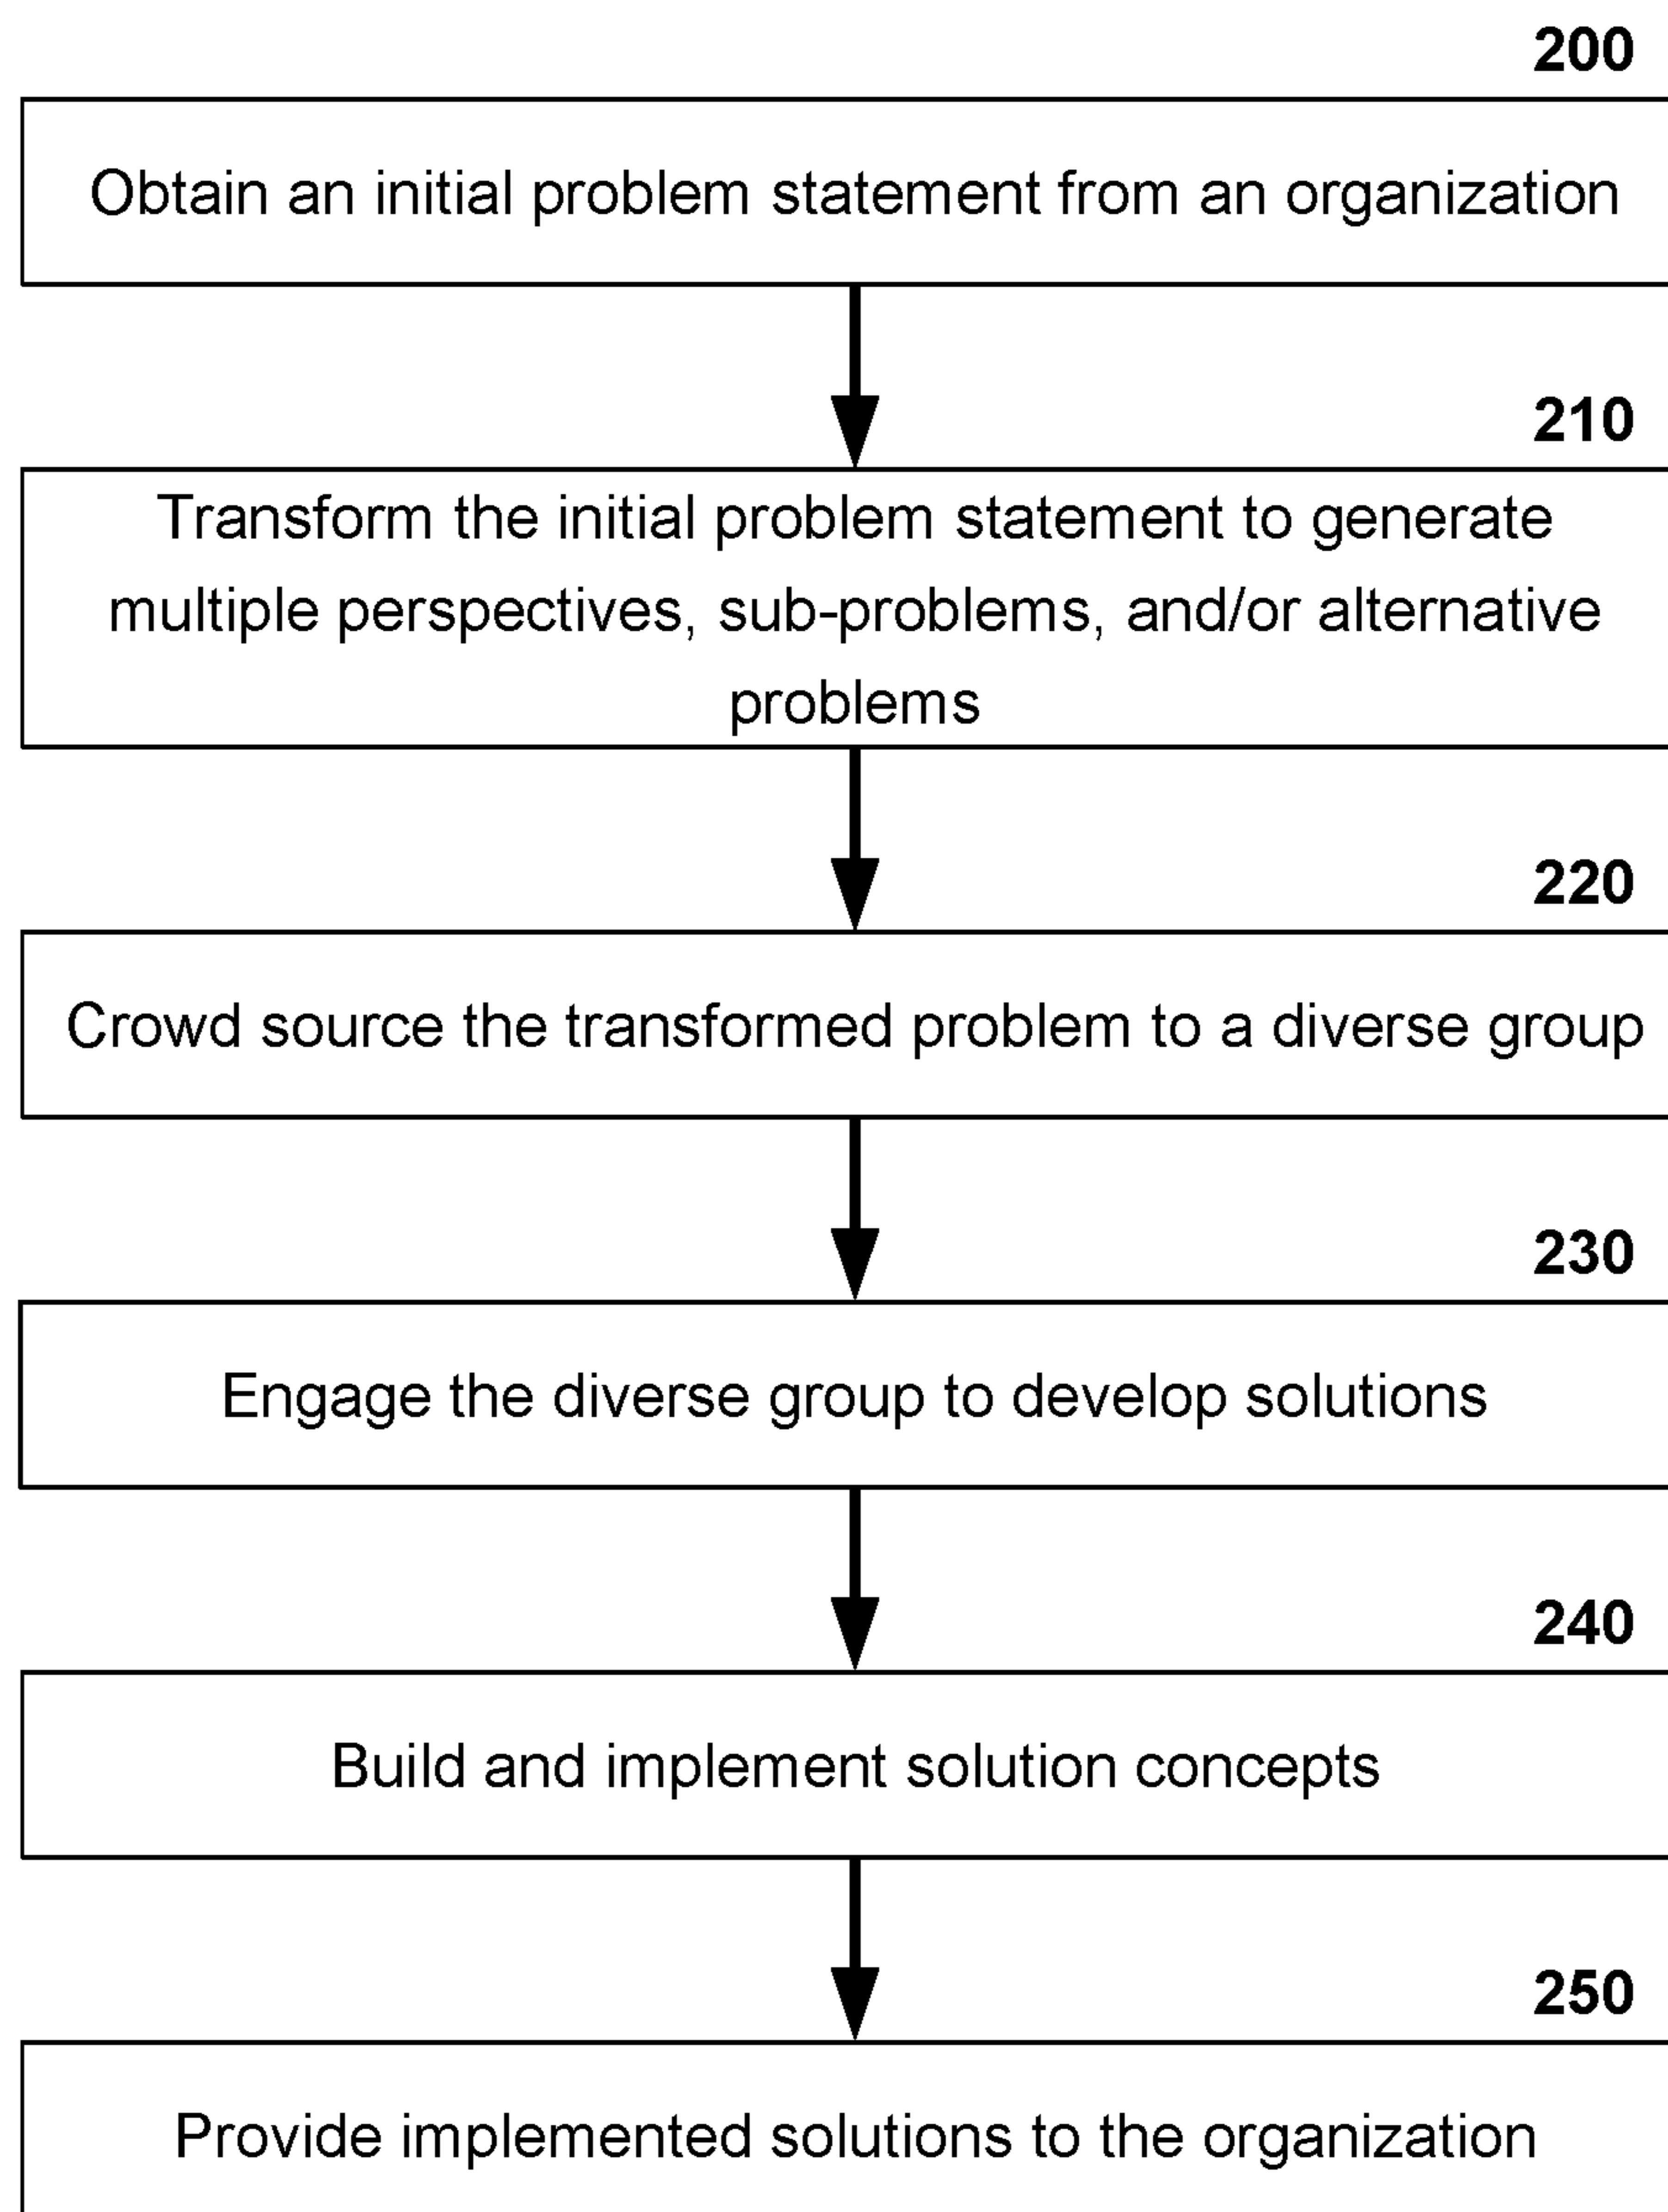 200
Obtain an initial problem statement from an organization
210
Transform the initial problem statement to generate
multiple perspectives, sub-problems, and/or alternative
problems
220
Crowd source the transformed problem to a diverse group
230
Engage the diverse group to develop solutions
240
Build and implement solution concepts
250
Provide implemented solutions to the organization